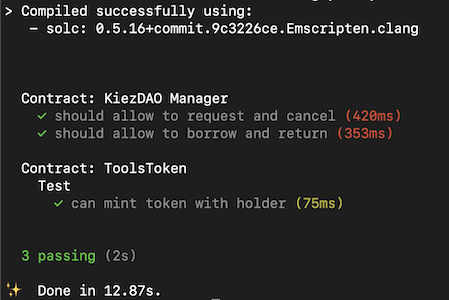 > Compiled successfully using:
- solc: 0.5.16+commit.9c3226ce.Emscripten.clang
Contract: KiezDAO Manager
✓ should allow to request and cancel (420ms)
✓ should allow to borrow and return (353ms)
Contract: ToolsToken
Test
✓ can mint token with holder (75ms)
3 passing (2s)
✨ Done in 12.87s.